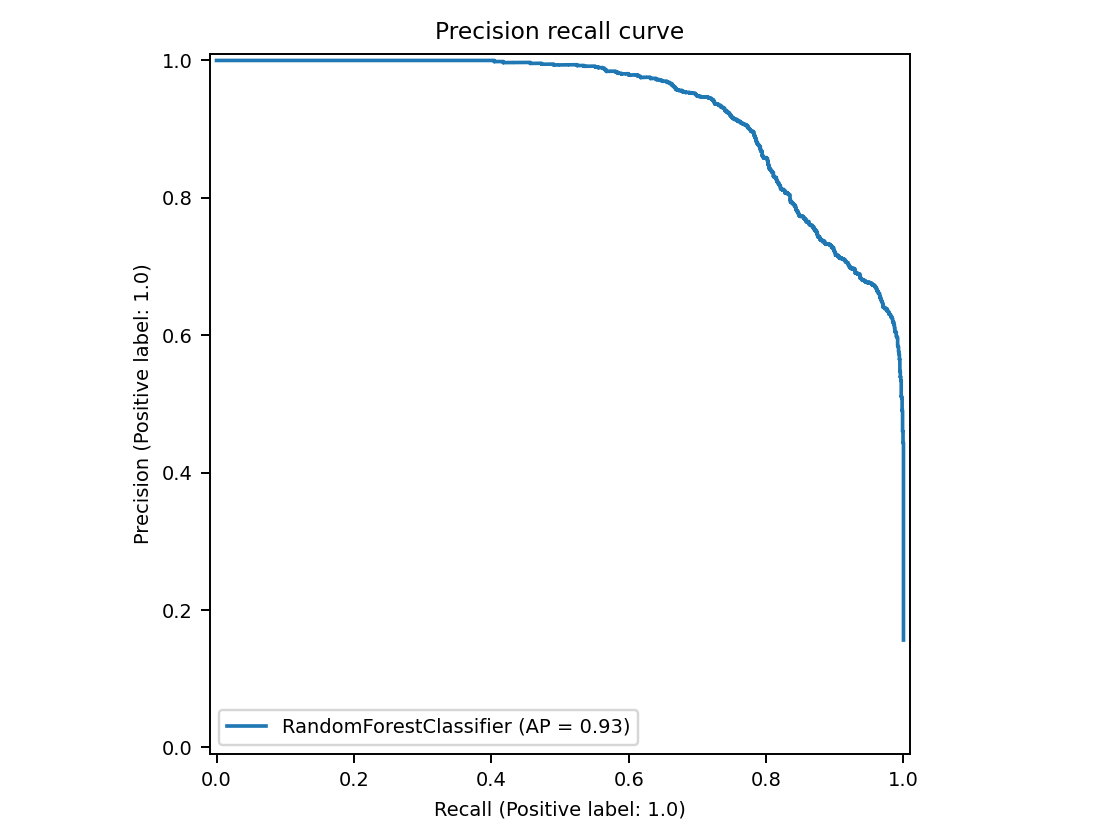 Precision recall curve
1.0
0.8
0.6
0.4
0.2
0.0
Precision (Positive label: 1.0)
RandomForestClassifier (AP = 0.93)
0.0 0.2 0.4 0.6 0.8 1.0
Recall (Positive label: 1.0)